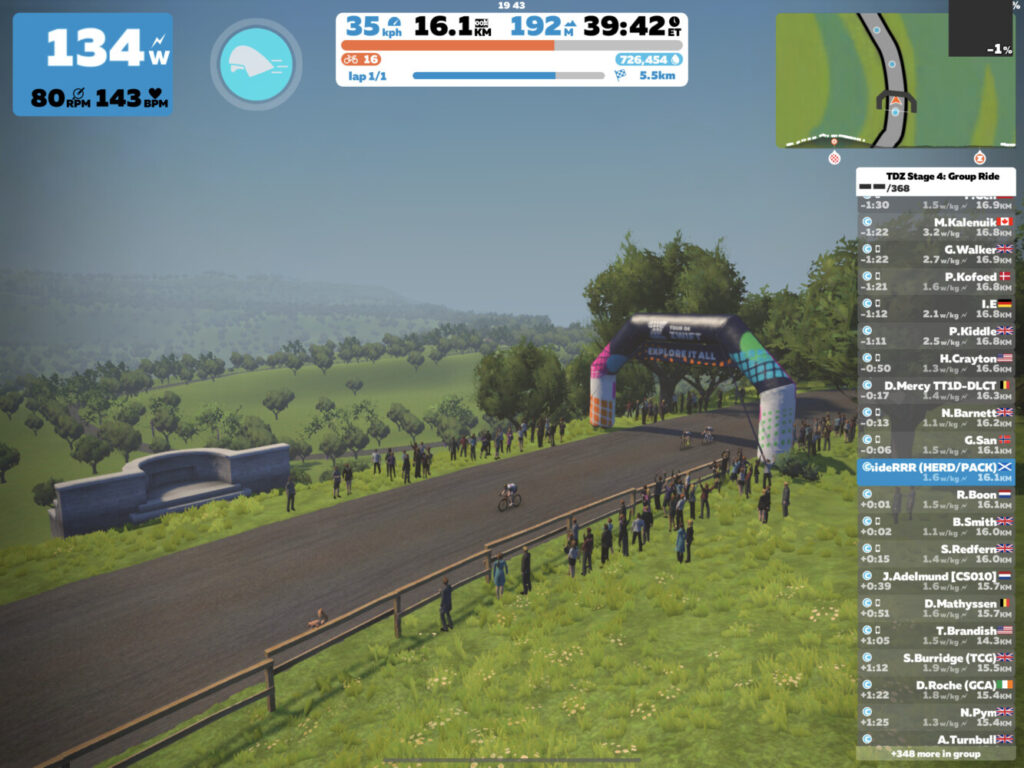 19 43
%
134 w
80 RPM 143 BPM
35 kph 16.1 KM 192 M 39:42 ET
16 726,454
lap 1/1 5.5km
-1%
TDZ Stage 4: Group Ride
/368
-1:30 1.5w/kg 16.9KM
M.Kalenuik
-1:22 3.2w/kg 16.8KM
G.Walker
-1:22 2.7w/kg 16.9KM
P.Kofoed
-1:21 1.6w/kg 16.8KM
I.E
-1:12 2.1w/kg 16.8KM
P.Kiddle
-1:11 2.5w/kg 16.8KM
H.Crayton
-0:50 1.3w/kg 16.6KM
D.Mercy TT1D-DLCT
-0:17 1.4w/kg 16.3KM
N.Barnett
-0:13 1.1w/kg 16.2KM
G.San
-0:06 1.5w/kg 16.1KM
ideRRR (HERD/PACK)
1.6w/kg 16.1KM
R.Boon
+0:01 1.5w/kg 16.1KM
B.Smith
+0:02 1.1w/kg 16.0KM
S.Redfern
+0:15 1.4w/kg 16.0KM
J.Adelmund [CS010]
+0:39 1.6w/kg 15.7KM
D.Mathyssen
+0:51 1.6w/kg 15.7KM
T.Brandish
+1:05 1.5w/kg 14.3KM
S.Burridge (TCG)
+1:12 1.9w/kg 15.5KM
D.Roche (GCA)
+1:22 1.8w/kg 15.4KM
N.Pym
+1:25 1.3w/kg 15.4KM
A.Turnbull
+348 more in group
TOUR DE
ZWIFT
EXPLORE IT ALL